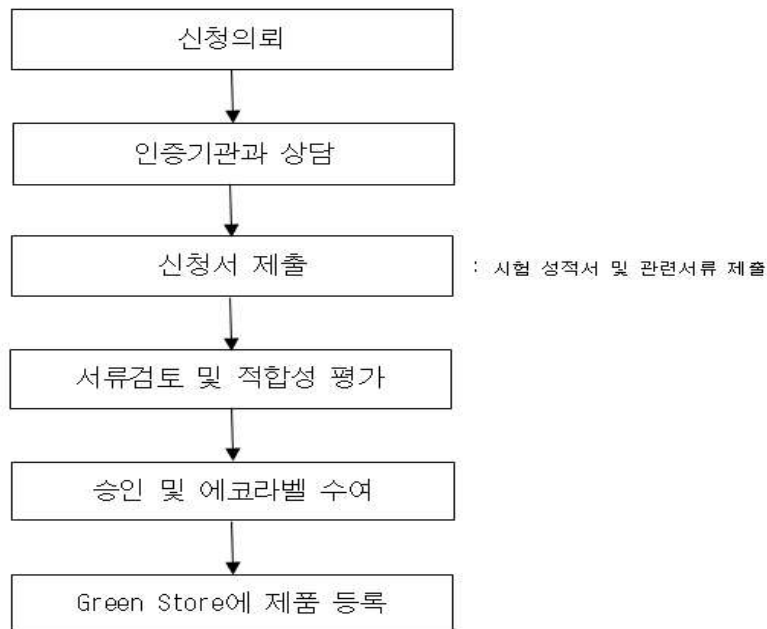 신청의뢰
인증기관과 상담
신청서 제출
: 시험 성적서 및 관련서류 제출
서류검토 및 적합성 평가
승인 및 에코라벨 수여
Green Store에 제품 등록